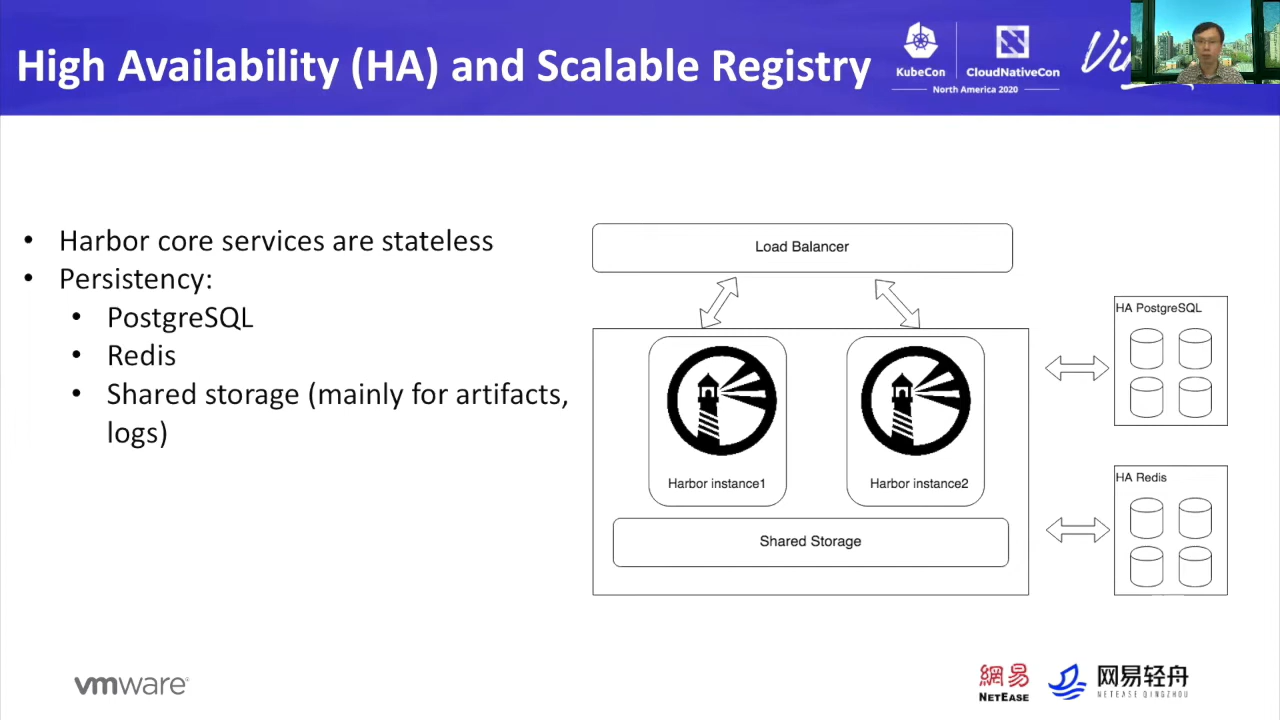 High Availability (HA) and Scalable Registry
KubeCon
CloudNativeCon
North America 2020
• Harbor core services are stateless
• Persistency:
• PostgreSQL
• Redis
• Shared storage (mainly for artifacts,
logs)
Load Balancer
Harbor instance1
Harbor instance2
Shared Storage
HA PostgreSQL
HA Redis
vmware®
網易
NETEASE
网易轻舟
NETEASE QINGZHOU